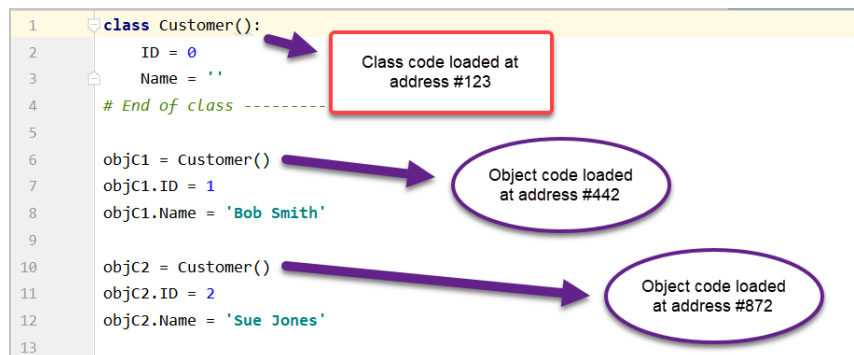 1 class Customer():
2 ID = 0
3 Name = ''
4 # End of class ---------
5
6 objC1 = Customer()
7 objC1.ID = 1
8 objC1.Name = 'Bob Smith'
9
10 objC2 = Customer()
11 objC2.ID = 2
12 objC2.Name = 'Sue Jones'
13
Class code loaded at
address #123
Object code loaded
at address #442
Object code loaded
at address #872